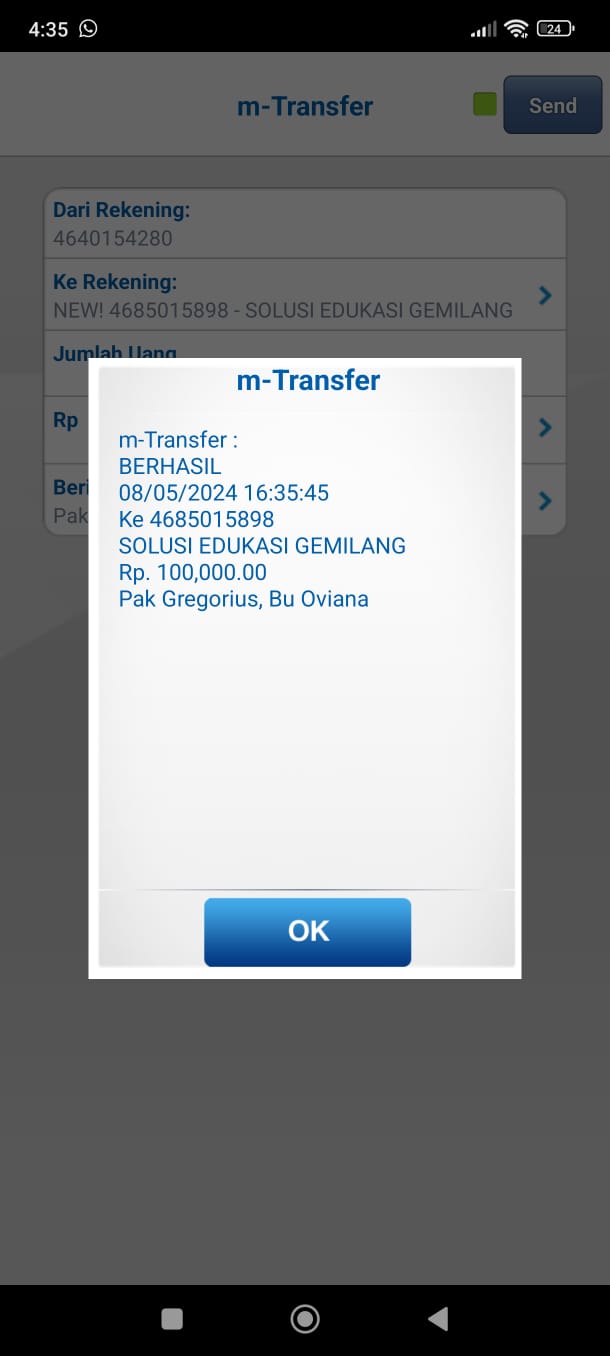 4:35
24
m-Transfer
Send
Dari Rekening:
4640154280
Ke Rekening:
NEW! 4685015898 - SOLUSI EDUKASI GEMILANG
Jumlah Uang
Rp
Beri
Pak
m-Transfer
m-Transfer :
BERHASIL
08/05/2024 16:35:45
Ke 4685015898
SOLUSI EDUKASI GEMILANG
Rp. 100,000.00
Pak Gregorius, Bu Oviana
OK